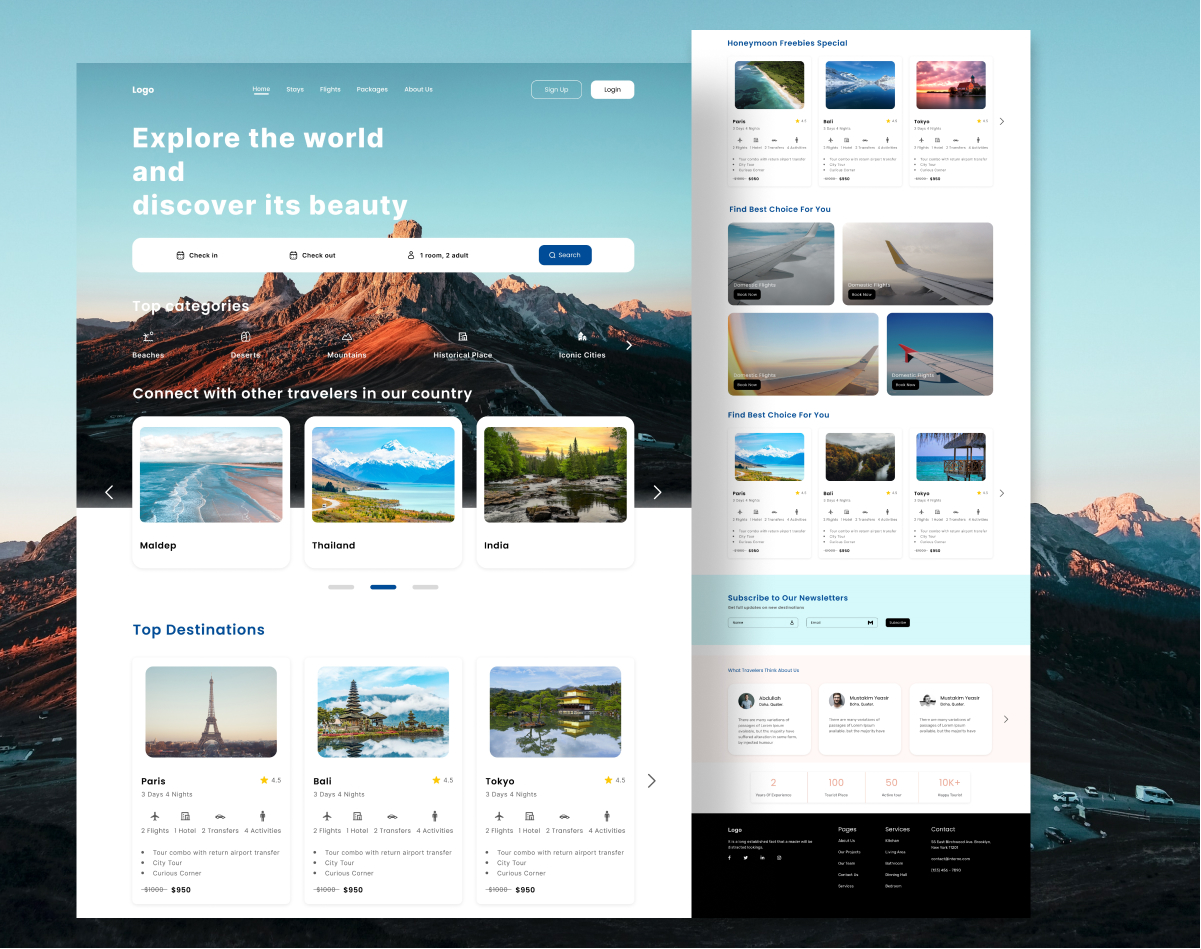 Logo
Home Stays Flights Packages About Us
Sign Up Login
Explore the world
and
discover its beauty
Check in Check out 1 room, 2 adult Search
Top categories
Beaches Deserts Mountains Historical Place Iconic Cities
Connect with other travelers in our country
Maldep Thailand India
Top Destinations
Paris 4.5 Bali 4.5 Tokyo 4.5
3 Days 4 Nights 3 Days 4 Nights 3 Days 4 Nights
2 Flights 1 Hotel 2 Transfers 4 Activities 2 Flights 1 Hotel 2 Transfers 4 Activities 2 Flights 1 Hotel 2 Transfers 4 Activities
Tour combo with return airport transfer Tour combo with return airport transfer Tour combo with return airport transfer
City Tour City Tour City Tour
Curious Corner Curious Corner Curious Corner
$1000 $950 $1000 $950 $1000 $950
Honeymoon Freebies Special
Paris 4.5 Bali 4.5 Tokyo 4.5
3 Days 4 Nights 3 Days 4 Nights 3 Days 4 Nights
2 Flights 1 Hotel 2 Transfers 4 Activities 2 Flights 1 Hotel 2 Transfers 4 Activities 2 Flights 1 Hotel 2 Transfers 4 Activities
Tour combo with return airport transfer Tour combo with return airport transfer Tour combo with return airport transfer
City Tour City Tour City Tour
Curious Corner Curious Corner Curious Corner
$1000 $950 $1000 $950 $1000 $950
Find Best Choice For You
Domestic Flights Domestic Flights
Book Now Book Now
Domestic Flights Domestic Flights
Book Now Book Now
Find Best Choice For You
Paris 4.5 Bali 4.5 Tokyo 4.5
3 Days 4 Nights 3 Days 4 Nights 3 Days 4 Nights
2 Flights 1 Hotel 2 Transfers 4 Activities 2 Flights 1 Hotel 2 Transfers 4 Activities 2 Flights 1 Hotel 2 Transfers 4 Activities
Tour combo with return airport transfer Tour combo with return airport transfer Tour combo with return airport transfer
City Tour City Tour City Tour
Curious Corner Curious Corner Curious Corner
$1000 $950 $1000 $950 $1000 $950
Subscribe to Our Newsletters
Get full updates on new destinations
Name Email Subscribe
What Travelers Think About Us
Abdullah Mustakim Yeasir Mustakim Yeasir
Doha, Quater. Doha, Quater. Doha, Quater.
There are many variations of There are many variations of There are many variations of
passages of Lorem Ipsum passages of Lorem Ipsum passages of Lorem Ipsum
available, but the majority have available, but the majority have available, but the majority have
suffered alteration in some form,
by injected humour.
2 100 50 10K+
Years Of Experience Tourist Place Active tour Happy Tourist
Logo Pages Services Contact
It is a long established fact that a reader will be
distracted lookings.
About Us Kitchen 55 East Birchwood Ave. Brooklyn,
New York 11201
Our Projects Living Area
Our Team Bathroom contact@interno.com
Contact Us Dinning Hall (123) 456 - 7890
Services Bedroom